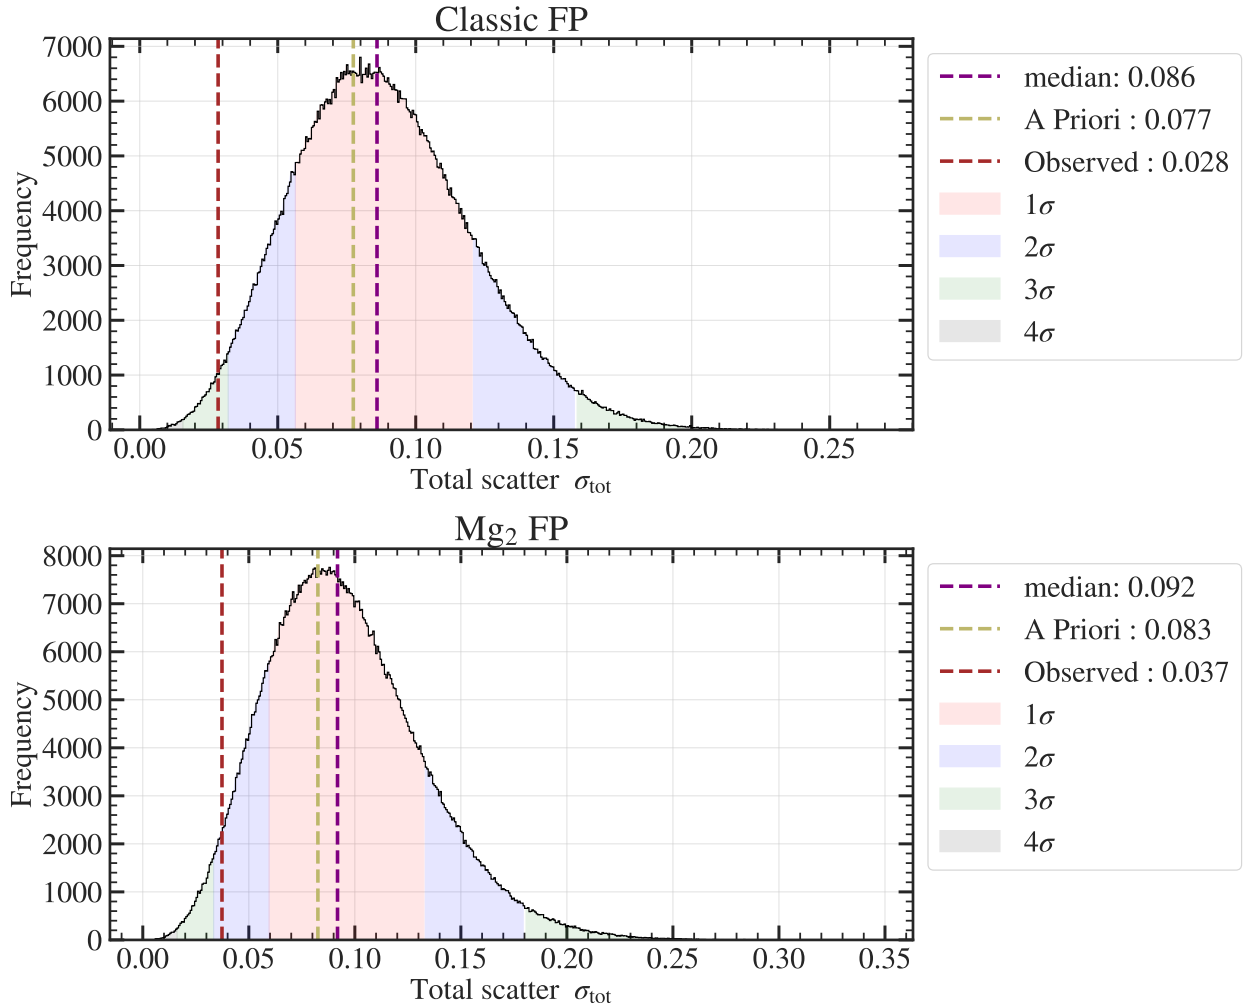 Classic FP
7000
6000
5000
4000
3000
2000
1000
0
Frequency
0.00 0.05 0.10 0.15 0.20 0.25
Total scatter σtot
median: 0.086
A Priori : 0.077
Observed : 0.028
1σ
2σ
3σ
4σ
Mg₂ FP
8000
7000
6000
5000
4000
3000
2000
1000
0
Frequency
0.00 0.05 0.10 0.15 0.20 0.25 0.30 0.35
Total scatter σtot
median: 0.092
A Priori : 0.083
Observed : 0.037
1σ
2σ
3σ
4σ